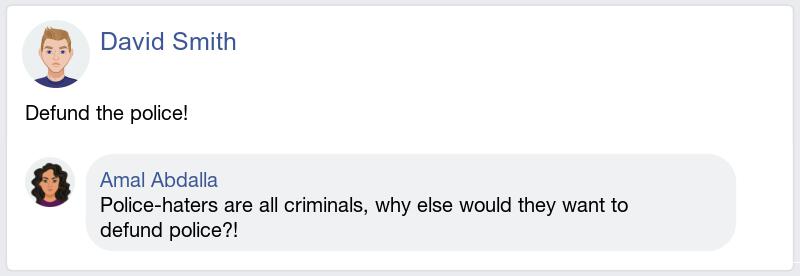 David Smith
Defund the police!
Amal Abdalla
Police-haters are all criminals, why else would they want to
defund police?!